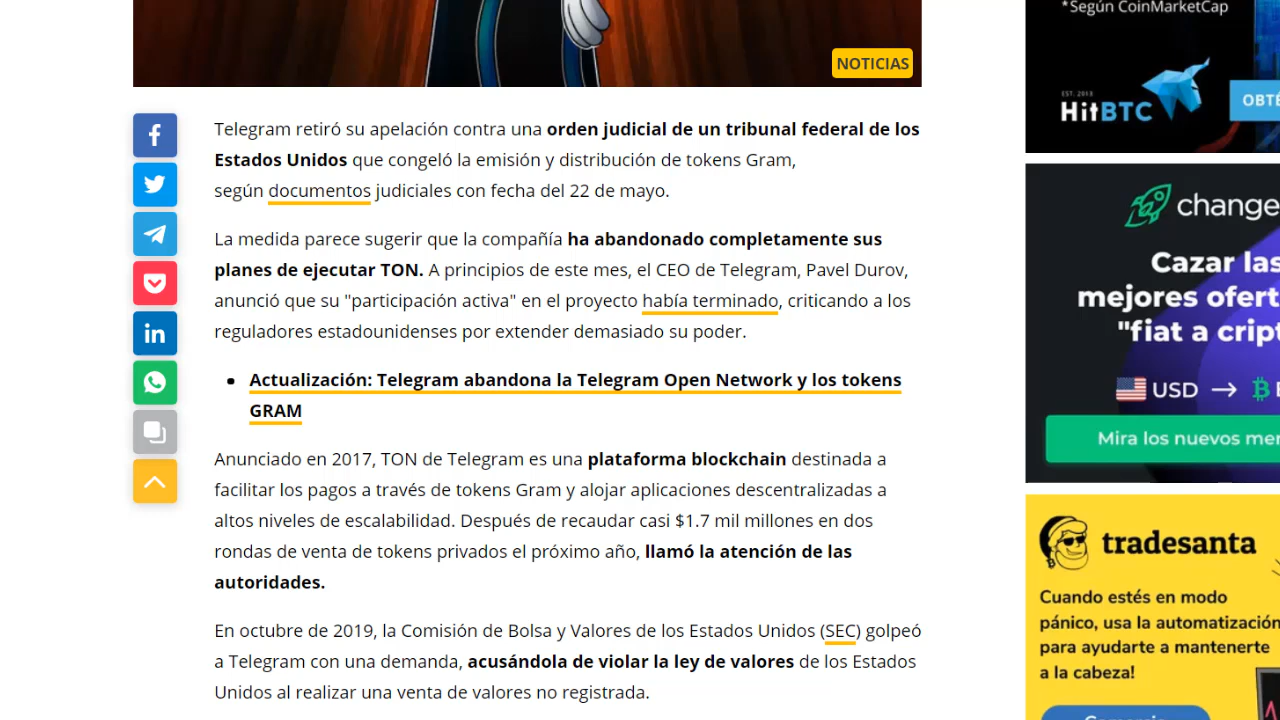 *Según CoinMarketCap
NOTICIAS
EST. 2013
HitBTC
OBTÉ
Telegram retiró su apelación contra una orden judicial de un tribunal federal de los
Estados Unidos que congeló la emisión y distribución de tokens Gram,
según documentos judiciales con fecha del 22 de mayo.
La medida parece sugerir que la compañía ha abandonado completamente sus
planes de ejecutar TON. A principios de este mes, el CEO de Telegram, Pavel Durov,
anunció que su "participación activa" en el proyecto había terminado, criticando a los
reguladores estadounidenses por extender demasiado su poder.
Actualización: Telegram abandona la Telegram Open Network y los tokens
GRAM
Anunciado en 2017, TON de Telegram es una plataforma blockchain destinada a
facilitar los pagos a través de tokens Gram y alojar aplicaciones descentralizadas a
altos niveles de escalabilidad. Después de recaudar casi $1.7 mil millones en dos
rondas de venta de tokens privados el próximo año, llamó la atención de las
autoridades.
En octubre de 2019, la Comisión de Bolsa y Valores de los Estados Unidos (SEC) golpeó
a Telegram con una demanda, acusándola de violar la ley de valores de los Estados
Unidos al realizar una venta de valores no registrada.
change
Cazar las
mejores ofert
"fiat a crip
USD → B
Mira los nuevos mer
tradesanta
Cuando estés en modo
pánico, usa la automatización
para ayudarte a mantenerte
a la cabeza!